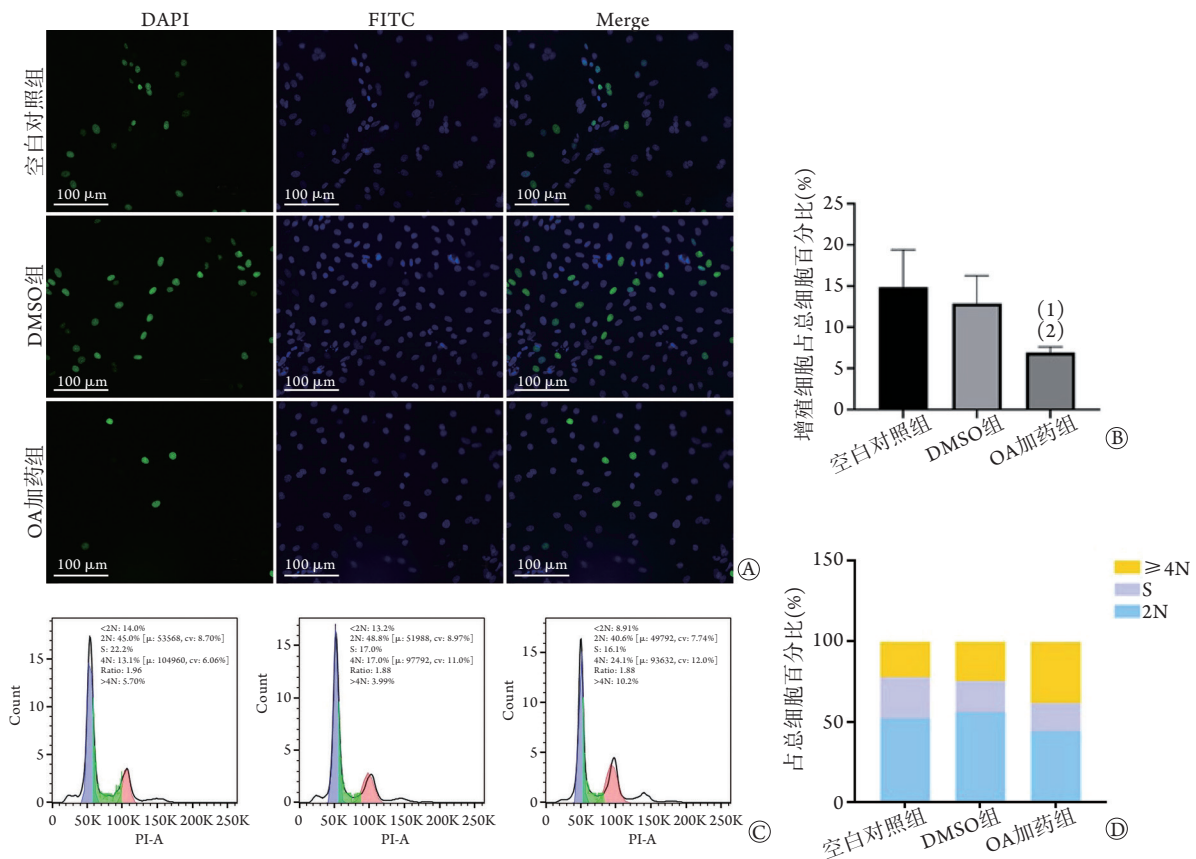 DAPI FITC Merge
空白对照组
100 μm 100 μm 100 μm
DMSO组
100 μm 100 μm 100 μm
OA加药组
100 μm 100 μm 100 μm
Ⓐ
增殖细胞占总细胞百分比(%)
25
20
15
10
5
0
(1)
(2)
空白对照组 DMSO组 OA加药组
Ⓑ
<2N: 14.0%
2N: 45.0% [μ: 53568, cv: 8.70%]
S: 22.2%
4N: 13.1% [μ: 104960, cv: 6.06%]
Ratio: 1.96
>4N: 5.70%
Count
15
10
5
0
0 50K 100K 150K 200K 250K
PI-A
<2N: 13.2%
2N: 48.8% [μ: 51988, cv: 8.97%]
S: 17.0%
4N: 17.0% [μ: 97792, cv: 11.0%]
Ratio: 1.88
>4N: 3.99%
Count
15
10
5
0
0 50K 100K 150K 200K 250K
PI-A
<2N: 8.91%
2N: 40.6% [μ: 49792, cv: 7.74%]
S: 16.1%
4N: 24.1% [μ: 93632, cv: 12.0%]
Ratio: 1.88
>4N: 10.2%
Count
15
10
5
0
0 50K 100K 150K 200K 250K
PI-A
Ⓒ
占总细胞百分比(%)
150
100
50
0
≥4N
S
2N
空白对照组 DMSO组 OA加药组
Ⓓ